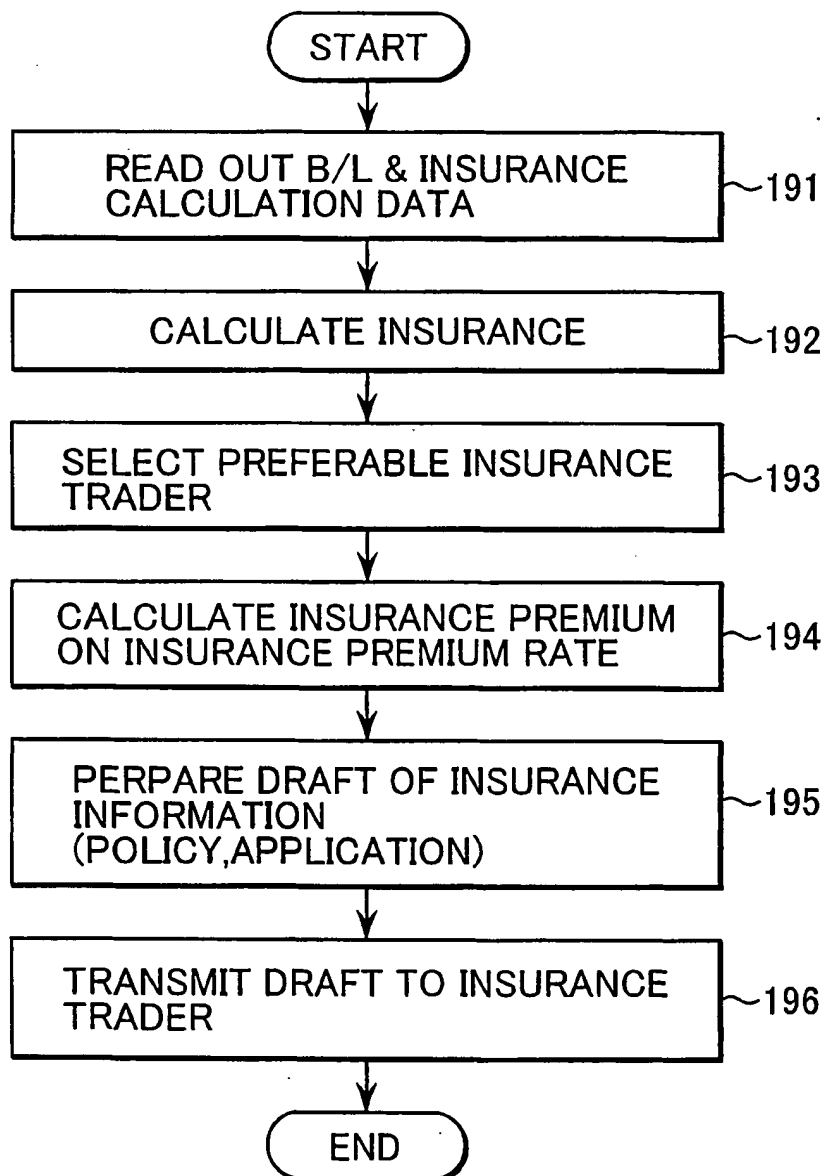 START
READ OUT B/L & INSURANCE
CALCULATION DATA
191
CALCULATE INSURANCE
192
SELECT PREFERABLE INSURANCE
TRADER
193
CALCULATE INSURANCE PREMIUM
ON INSURANCE PREMIUM RATE
194
PERPARE DRAFT OF INSURANCE
INFORMATION
(POLICY,APPLICATION)
195
TRANSMIT DRAFT TO INSURANCE
TRADER
196
END